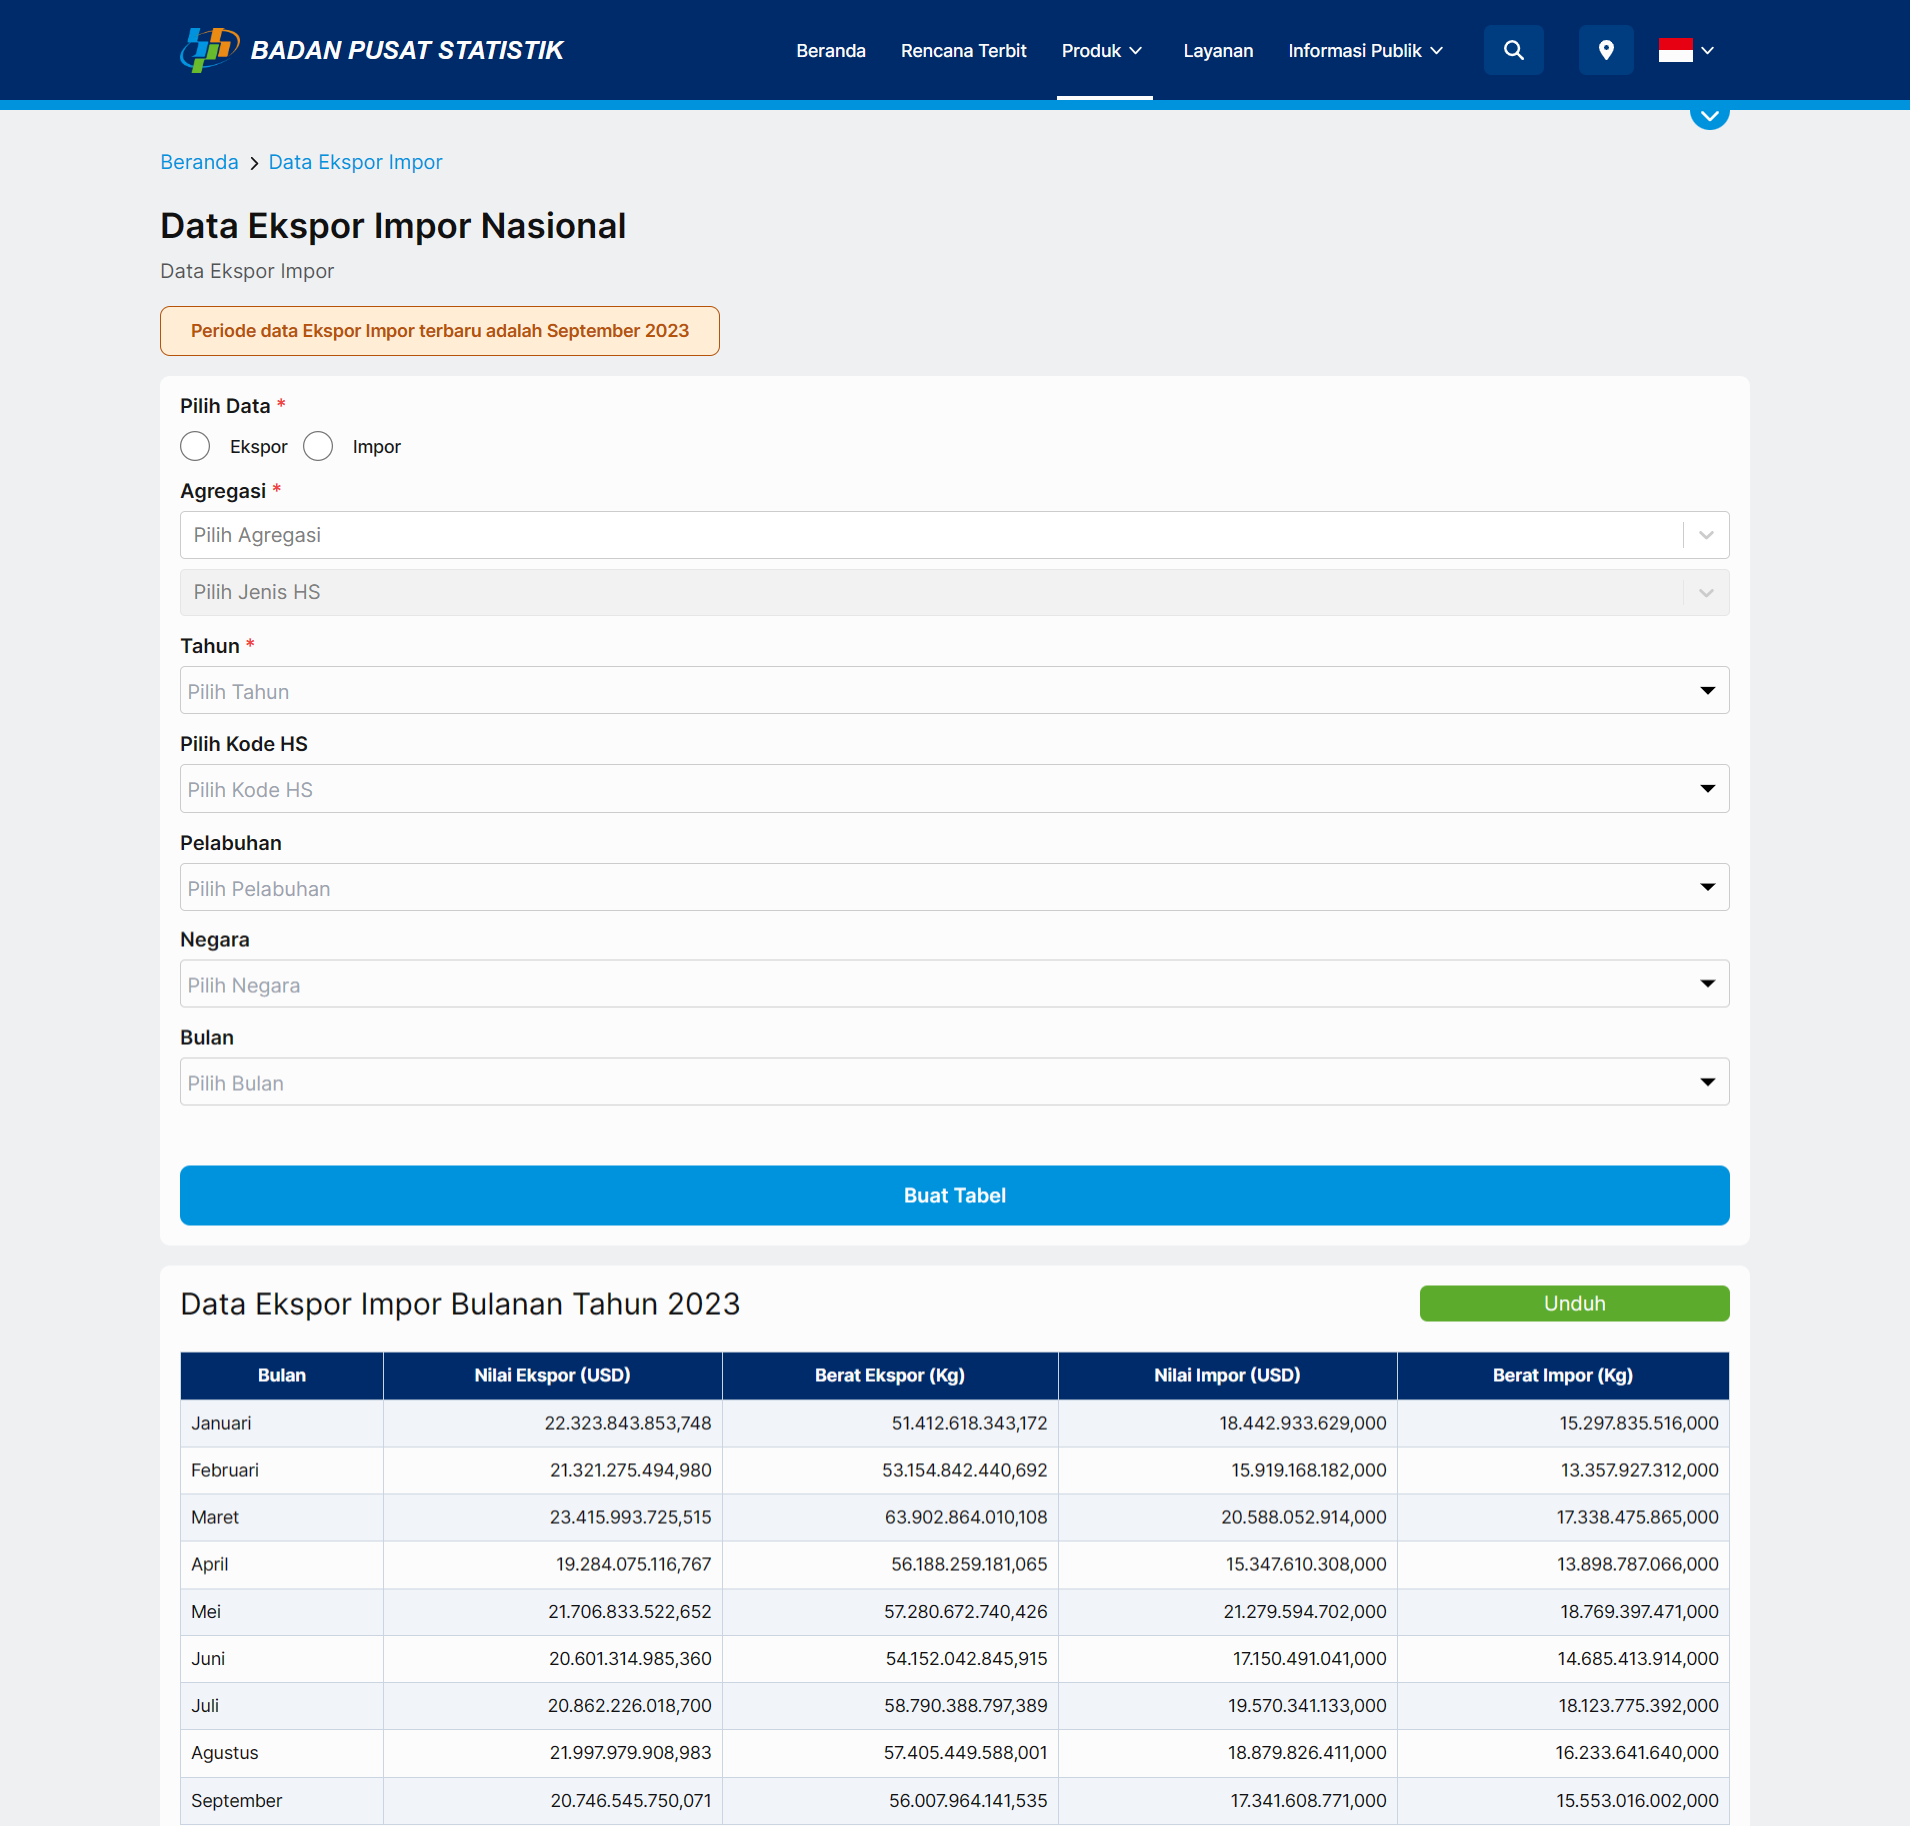 BADAN PUSAT STATISTIK
Beranda Rencana Terbit Produk Layanan Informasi Publik
Beranda Data Ekspor Impor
Data Ekspor Impor Nasional
Data Ekspor Impor
Periode data Ekspor Impor terbaru adalah September 2023
Pilih Data *
Ekspor Impor
Agregasi *
Pilih Agregasi
Pilih Jenis HS
Tahun *
Pilih Tahun
Pilih Kode HS
Pilih Kode HS
Pelabuhan
Pilih Pelabuhan
Negara
Pilih Negara
Bulan
Pilih Bulan
Buat Tabel
Data Ekspor Impor Bulanan Tahun 2023 Unduh
Bulan Nilai Ekspor (USD) Berat Ekspor (Kg) Nilai Impor (USD) Berat Impor (Kg)
Januari 22.323.843.853,748 51.412.618.343,172 18.442.933.629,000 15.297.835.516,000
Februari 21.321.275.494,980 53.154.842.440,692 15.919.168.182,000 13.357.927.312,000
Maret 23.415.993.725,515 63.902.864.010,108 20.588.052.914,000 17.338.475.865,000
April 19.284.075.116,767 56.188.259.181,065 15.347.610.308,000 13.898.787.066,000
Mei 21.706.833.522,652 57.280.672.740,426 21.279.594.702,000 18.769.397.471,000
Juni 20.601.314.985,360 54.152.042.845,915 17.150.491.041,000 14.685.413.914,000
Juli 20.862.226.018,700 58.790.388.797,389 19.570.341.133,000 18.123.775.392,000
Agustus 21.997.979.908,983 57.405.449.588,001 18.879.826.411,000 16.233.641.640,000
September 20.746.545.750,071 56.007.964.141,535 17.341.608.771,000 15.553.016.002,000